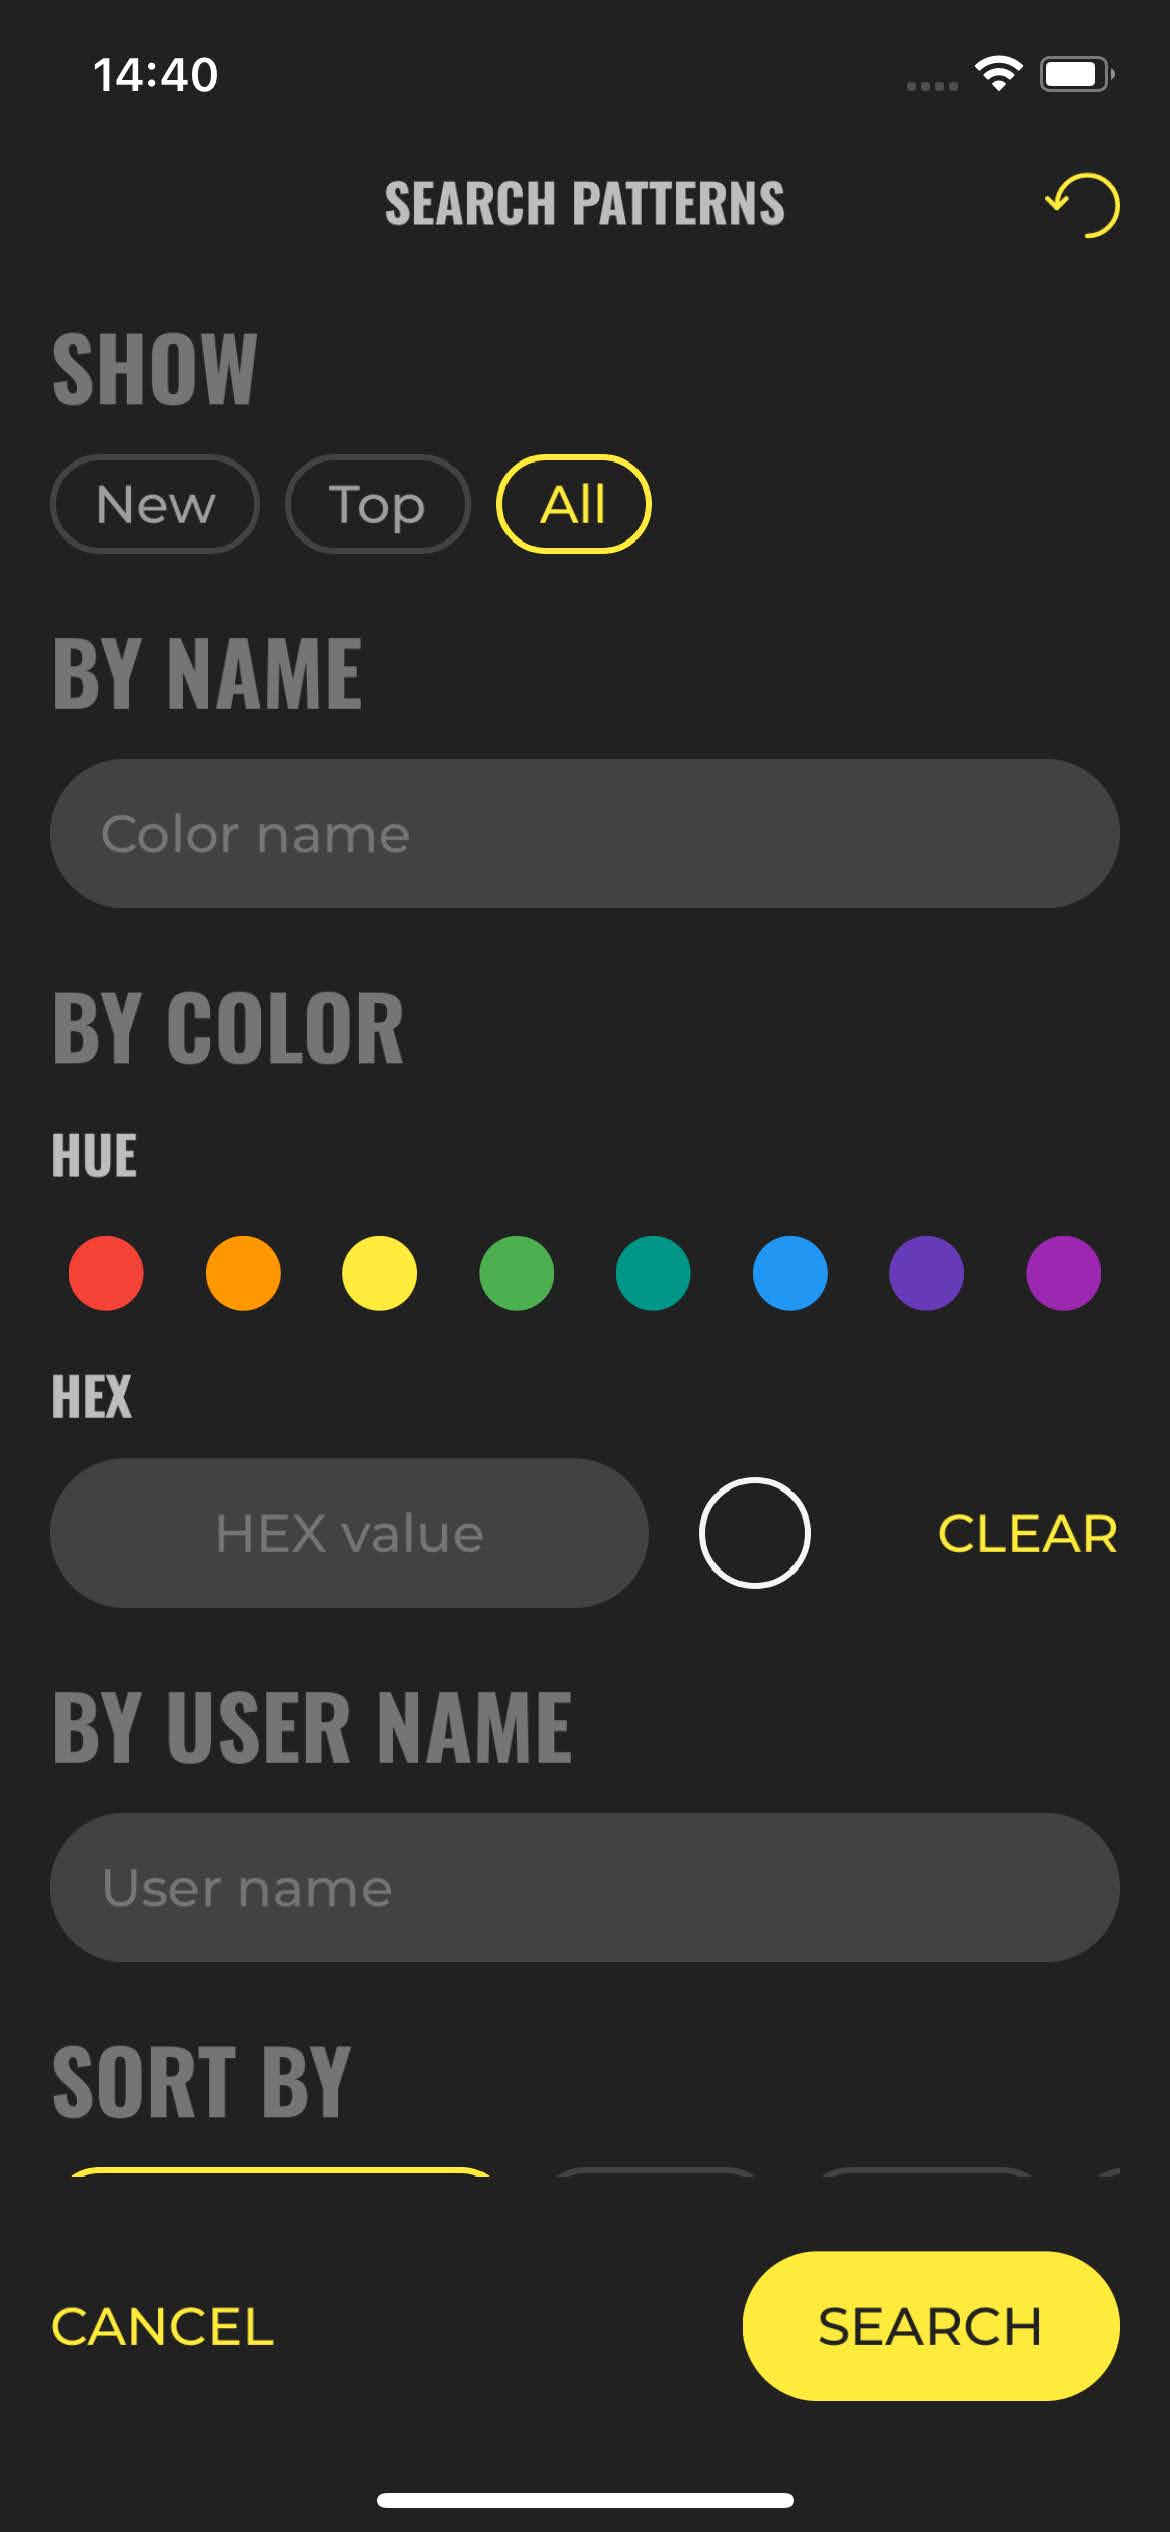 14:40
SEARCH PATTERNS
SHOW
New Top All
BY NAME
Color name
BY COLOR
HUE
HEX
HEX value CLEAR
BY USER NAME
User name
SORT BY
CANCEL SEARCH